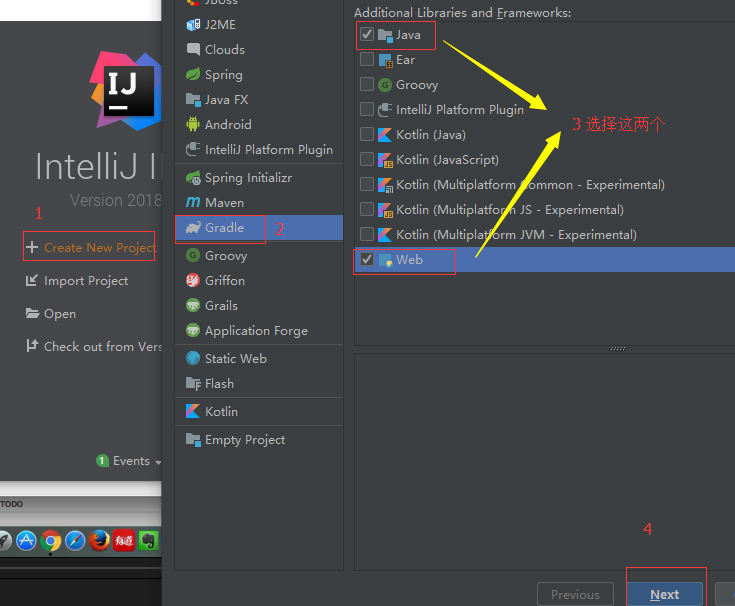 IJ
IntelliJ I
Version 2018
1
Create New Project
Import Project
Open
Check out from Vers
1 Events
TODO
有道
JBoss
J2ME
Clouds
Spring
Java FX
Android
IntelliJ Platform Plugin
Spring Initializr
Maven
Gradle
2
Groovy
Griffon
Grails
Application Forge
Static Web
Flash
Kotlin
Empty Project
Additional Libraries and Frameworks:
Java
Ear
Groovy
IntelliJ Platform Plugin
Kotlin (Java)
Kotlin (JavaScript)
Kotlin (Multiplatform Common - Experimental)
Kotlin (Multiplatform JS - Experimental)
Kotlin (Multiplatform JVM - Experimental)
Web
3 选择这两个
4
Previous
Next